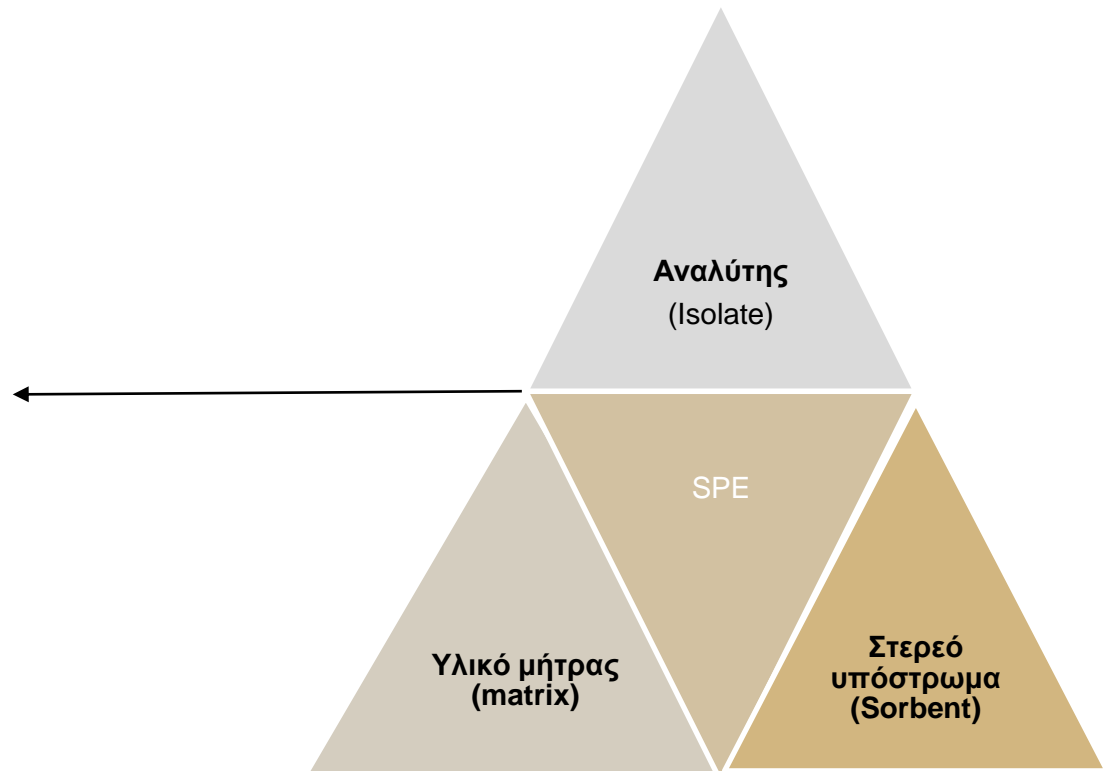 Αναλύτης
(Isolate)
SPE
Υλικό μήτρας
(matrix)
Στερεό
υπόστρωμα
(Sorbent)